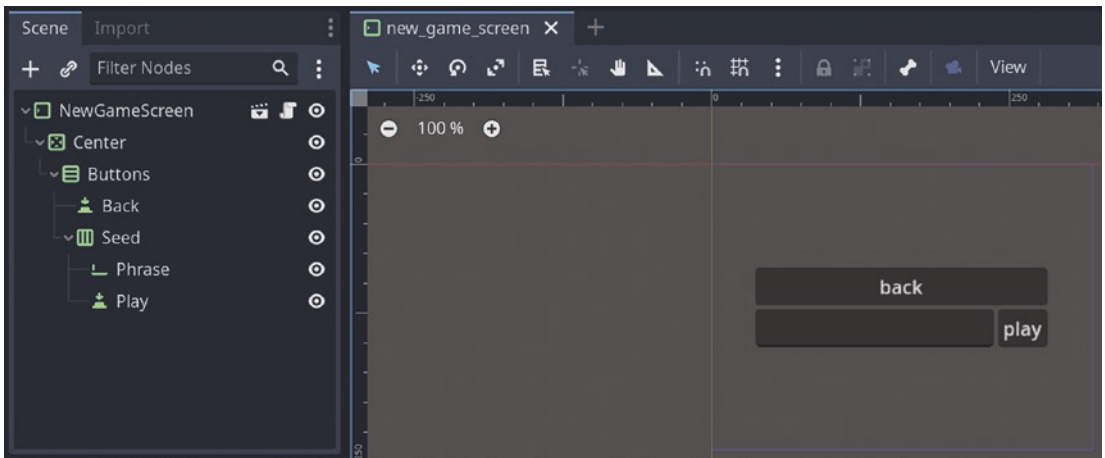 Scene Import
new_game_screen
Filter Nodes
View
NewGameScreen
-250 0 250
100 %
Center
0
Buttons
Back
Seed
Phrase
back
Play
play